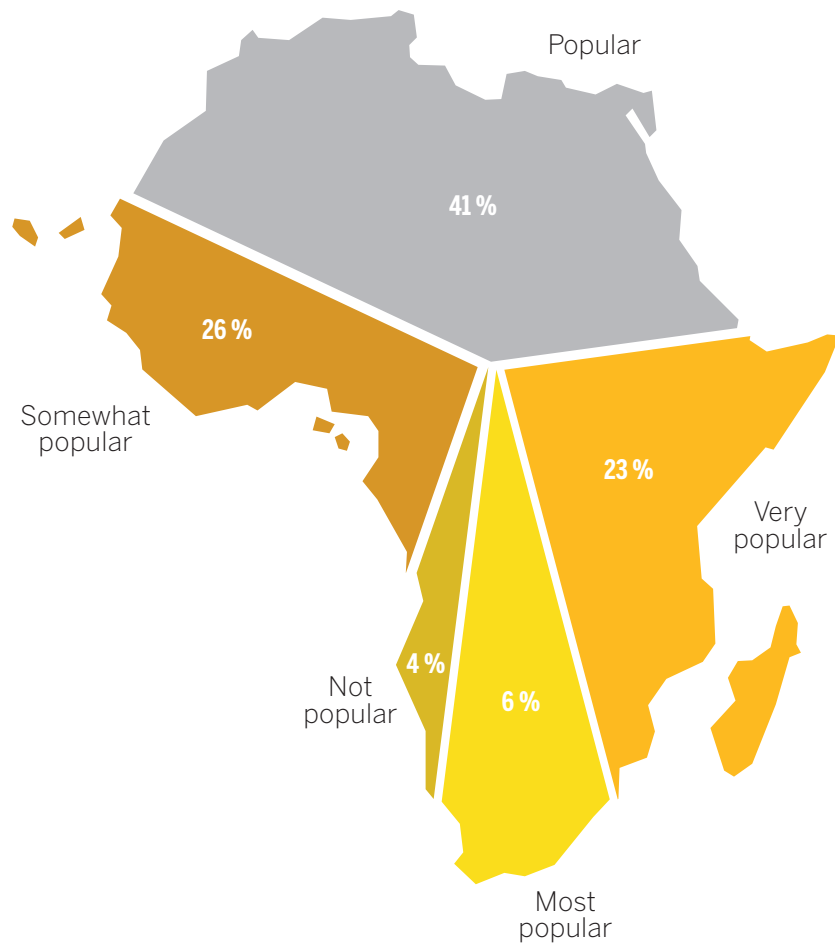 Popular
41 %
26 %
Somewhat
popular
23 %
Very
popular
4 %
Not
popular
6 %
Most
popular